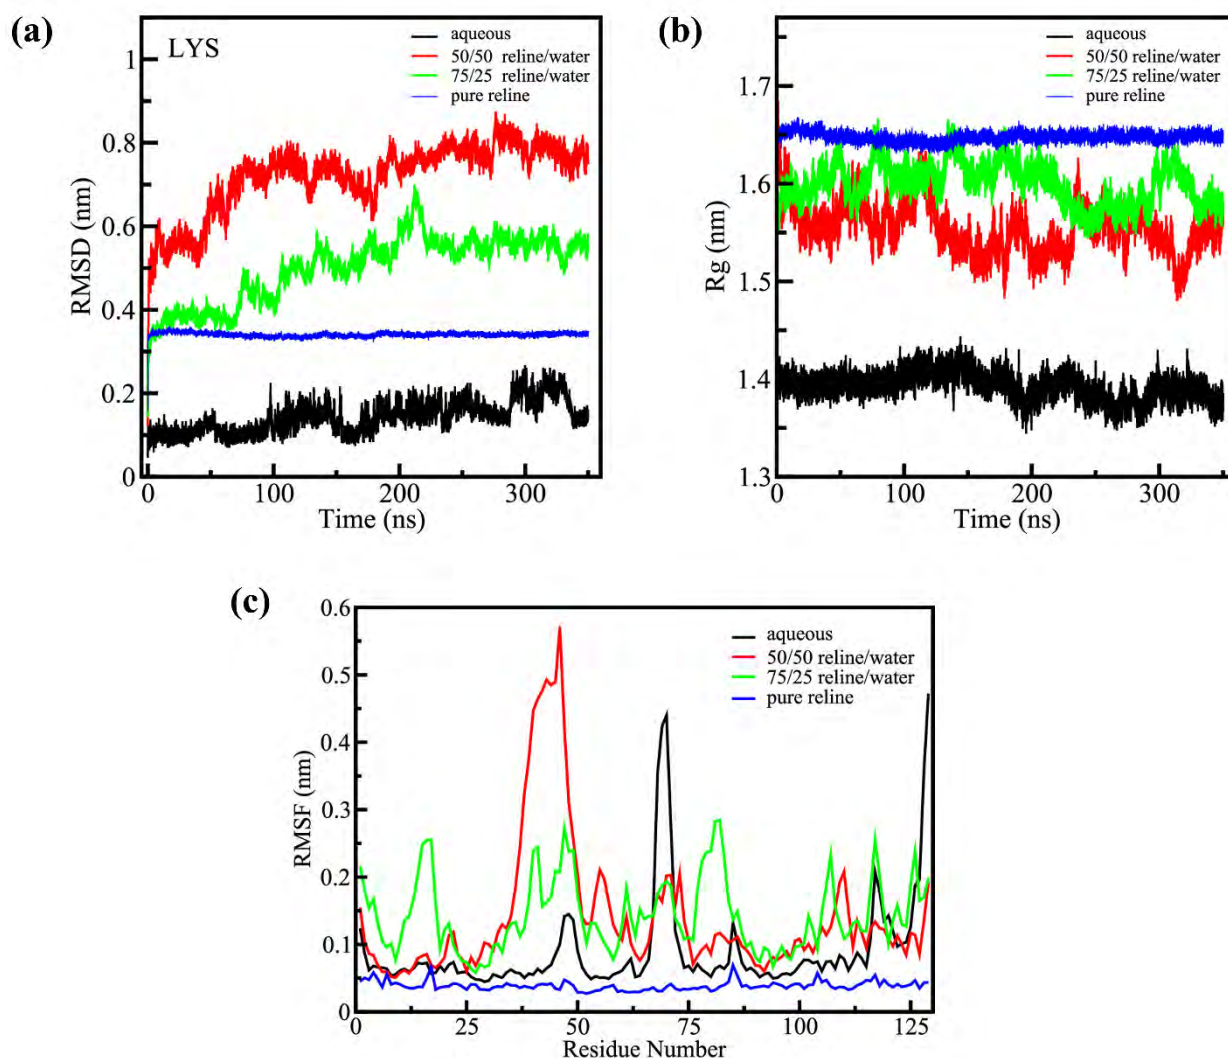 (a)
LYS
aqueous
50/50 reline/water
75/25 reline/water
pure reline
1
0.8
0.6
0.4
0.2
0
RMSD (nm)
0 100 200 300
Time (ns)
(b)
aqueous
50/50 reline/water
75/25 reline/water
pure reline
1.7
1.6
1.5
1.4
1.3
Rg (nm)
0 100 200 300
Time (ns)
(c)
aqueous
50/50 reline/water
75/25 reline/water
pure reline
0.6
0.5
0.4
0.3
0.2
0.1
0
RMSF (nm)
0 25 50 75 100 125
Residue Number